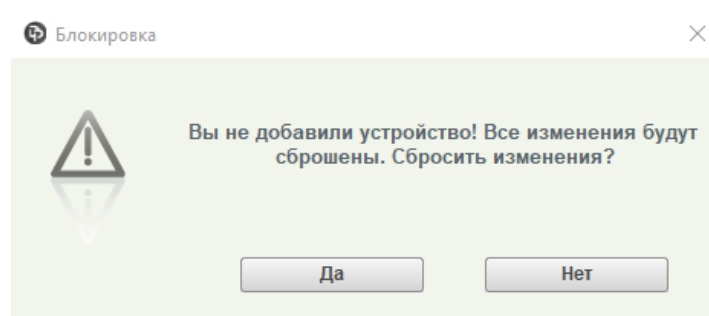 Блокировка
Вы не добавили устройство! Все изменения будут
сброшены. Сбросить изменения?
Да
Нет